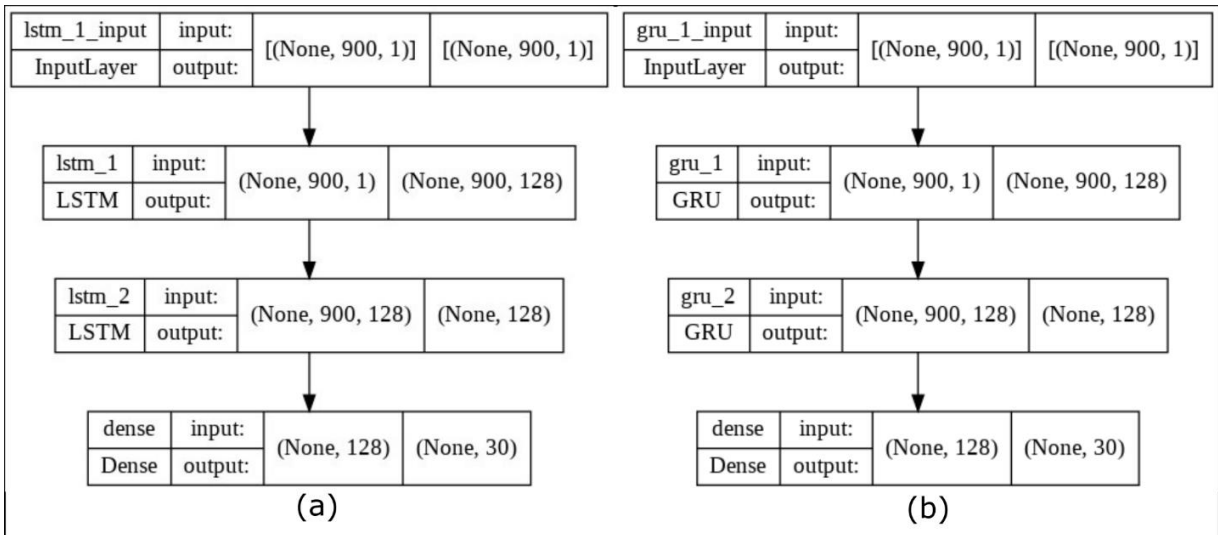 lstm_1_input input: [(None, 900, 1)] [(None, 900, 1)]
InputLayer output:
lstm_1 input: (None, 900, 1) (None, 900, 128)
LSTM output:
lstm_2 input: (None, 900, 128) (None, 128)
LSTM output:
dense input: (None, 128) (None, 30)
Dense output:
(a)
gru_1_input input: [(None, 900, 1)] [(None, 900, 1)]
InputLayer output:
gru_1 input: (None, 900, 1) (None, 900, 128)
GRU output:
gru_2 input: (None, 900, 128) (None, 128)
GRU output:
dense input: (None, 128) (None, 30)
Dense output:
(b)